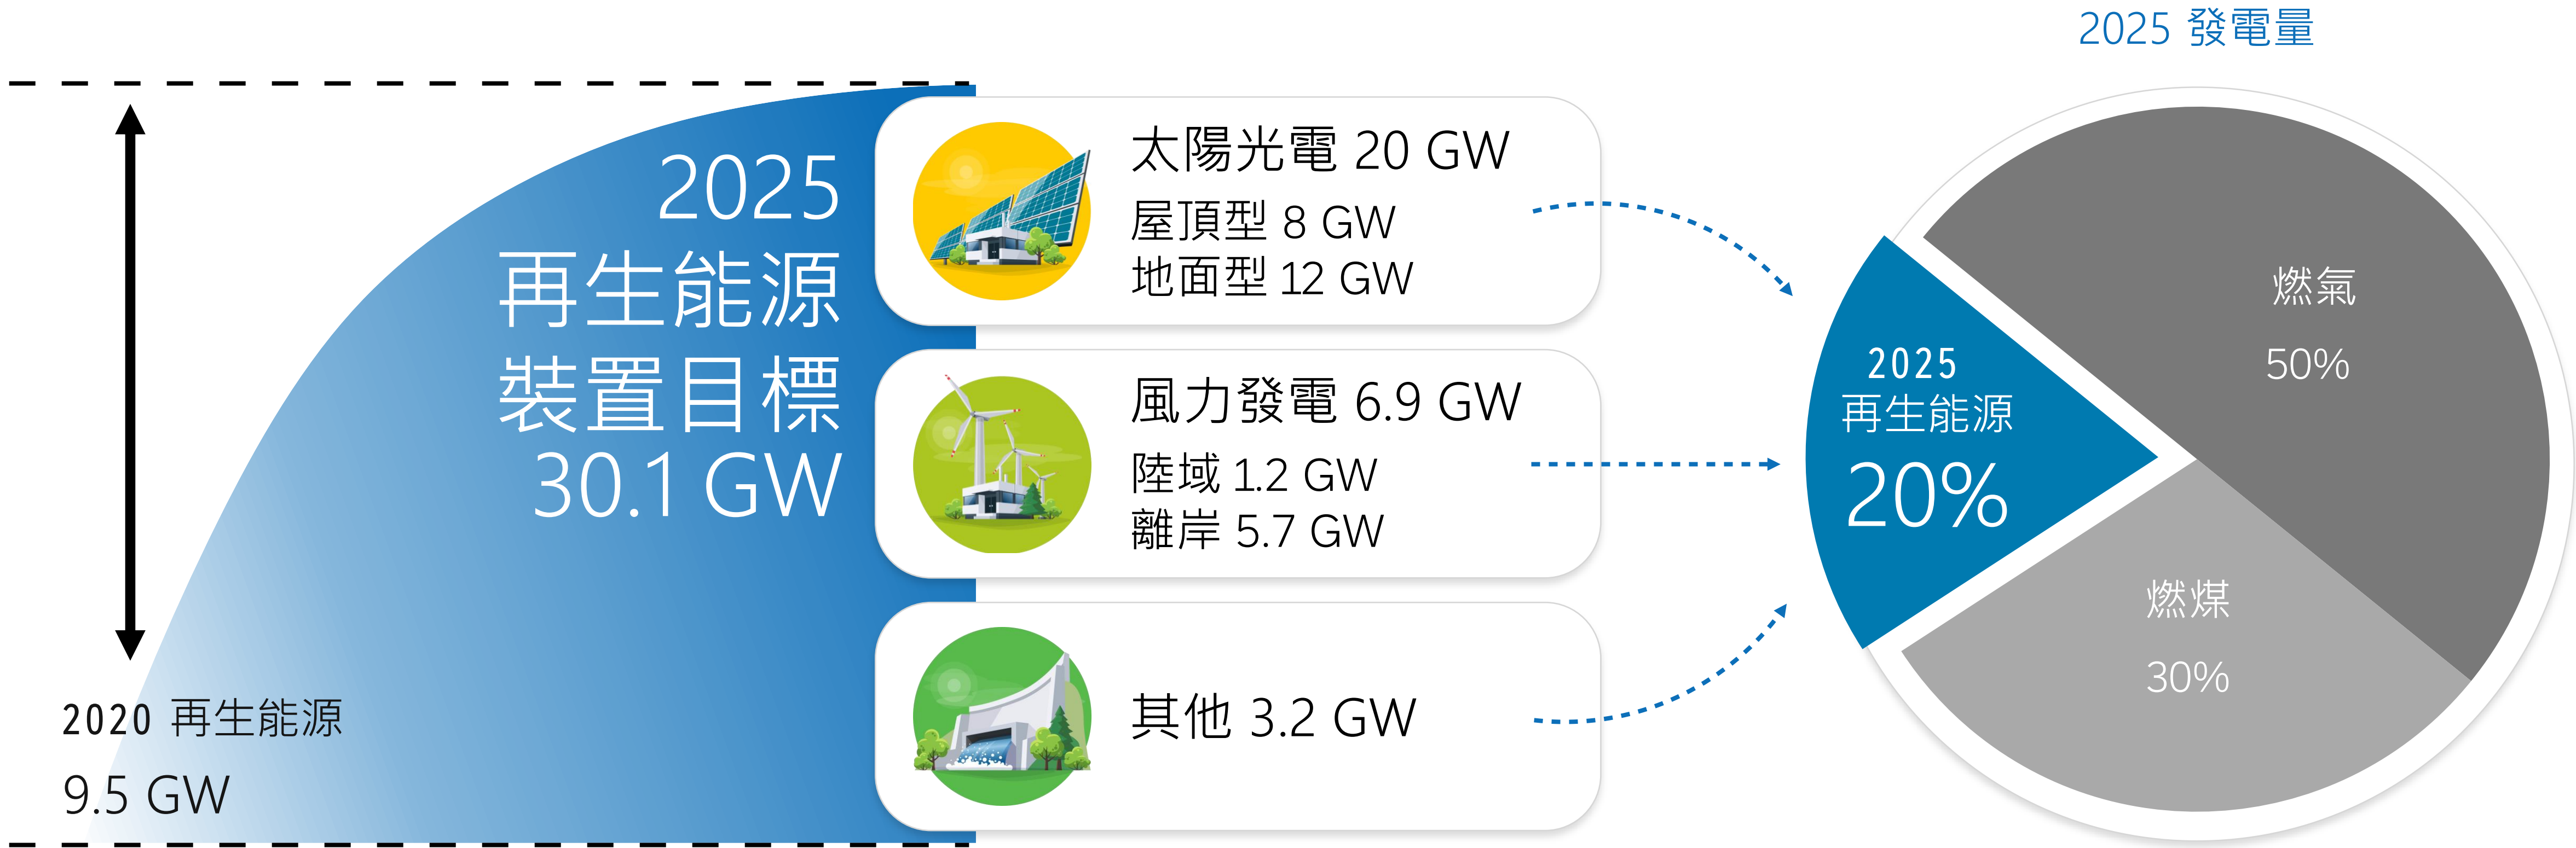 2025
再生能源
裝置目標
30.1 GW
2020 再生能源
9.5 GW
太陽光電 20 GW
屋頂型 8 GW
地面型 12 GW
風力發電 6.9 GW
陸域 1.2 GW
離岸 5.7 GW
其他 3.2 GW
2025 發電量
燃氣
50%
2025
再生能源
20%
燃煤
30%